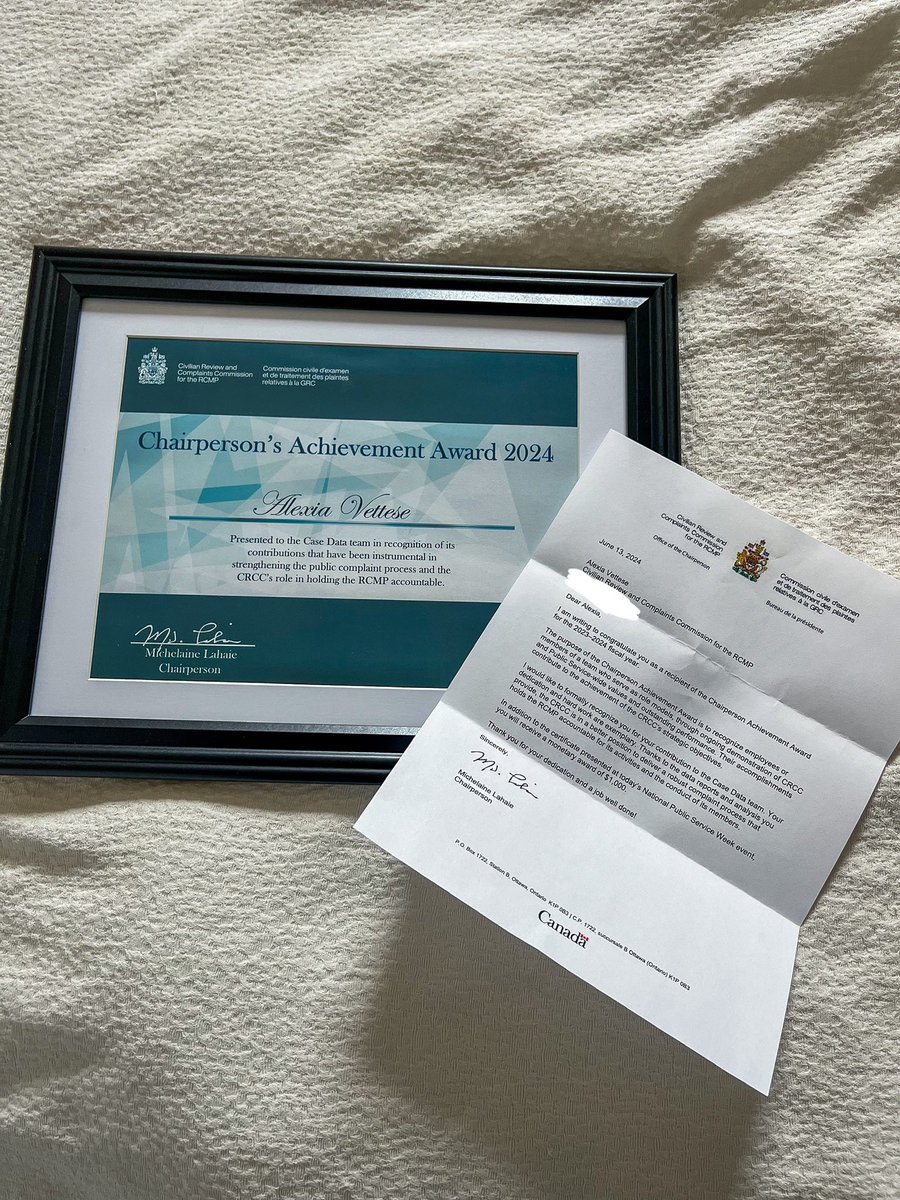 Civilian Review and
Complaints Commission
for the RCMP
Commission civile d'examen
et de traitement des plaintes
relatives à la GRC
Chairperson's Achievement Award 2024
Alexia Vettese
Presented to the Case Data team in recognition of its
contributions that have been instrumental in
strengthening the public complaint process and the
CRCC's role in holding the RCMP accountable.
Michelaine Lahaie
Chairperson
Civilian Review and
Complaints Commission
for the RCMP
Office of the Chairperson
Commission civile d'examen
et de traitement des plaintes
relatives à la GRC
Bureau de la présidente
June 13, 2024
Alexia Vettese
Civilian Review and Complaints Commission for the RCMP
Dear Alexia,
I am writing to congratulate you as a recipient of the Chairperson Achievement Award
for the 2023-2024 fiscal year.
The purpose of the Chairperson Achievement Award is to recognize employees or
members of a team who serve as role models, through ongoing demonstration of CRCC
and Public Service-wide values and outstanding performance. Their accomplishments
contribute to the achievement of the CRCC's strategic objectives.
I would like to formally recognize you for your contribution to the Case Data team. Your
dedication and hard work are exemplary. Thanks to the data reports and analysis you
provide, the CRCC is in a better position to deliver a robust complaint process that
holds the RCMP accountable for its activities and the conduct of its members.
In addition to the certificate presented at today's National Public Service Week event,
you will receive a monetary award of $1,000.
Thank you for your dedication and a job well done!
Sincerely,
Michelaine Lahaie
Chairperson
P.O. Box 1722, Station B, Ottawa, Ontario K1P 0B3 | C.P. 1722, succursale B Ottawa (Ontario) K1P 0B3
Canada